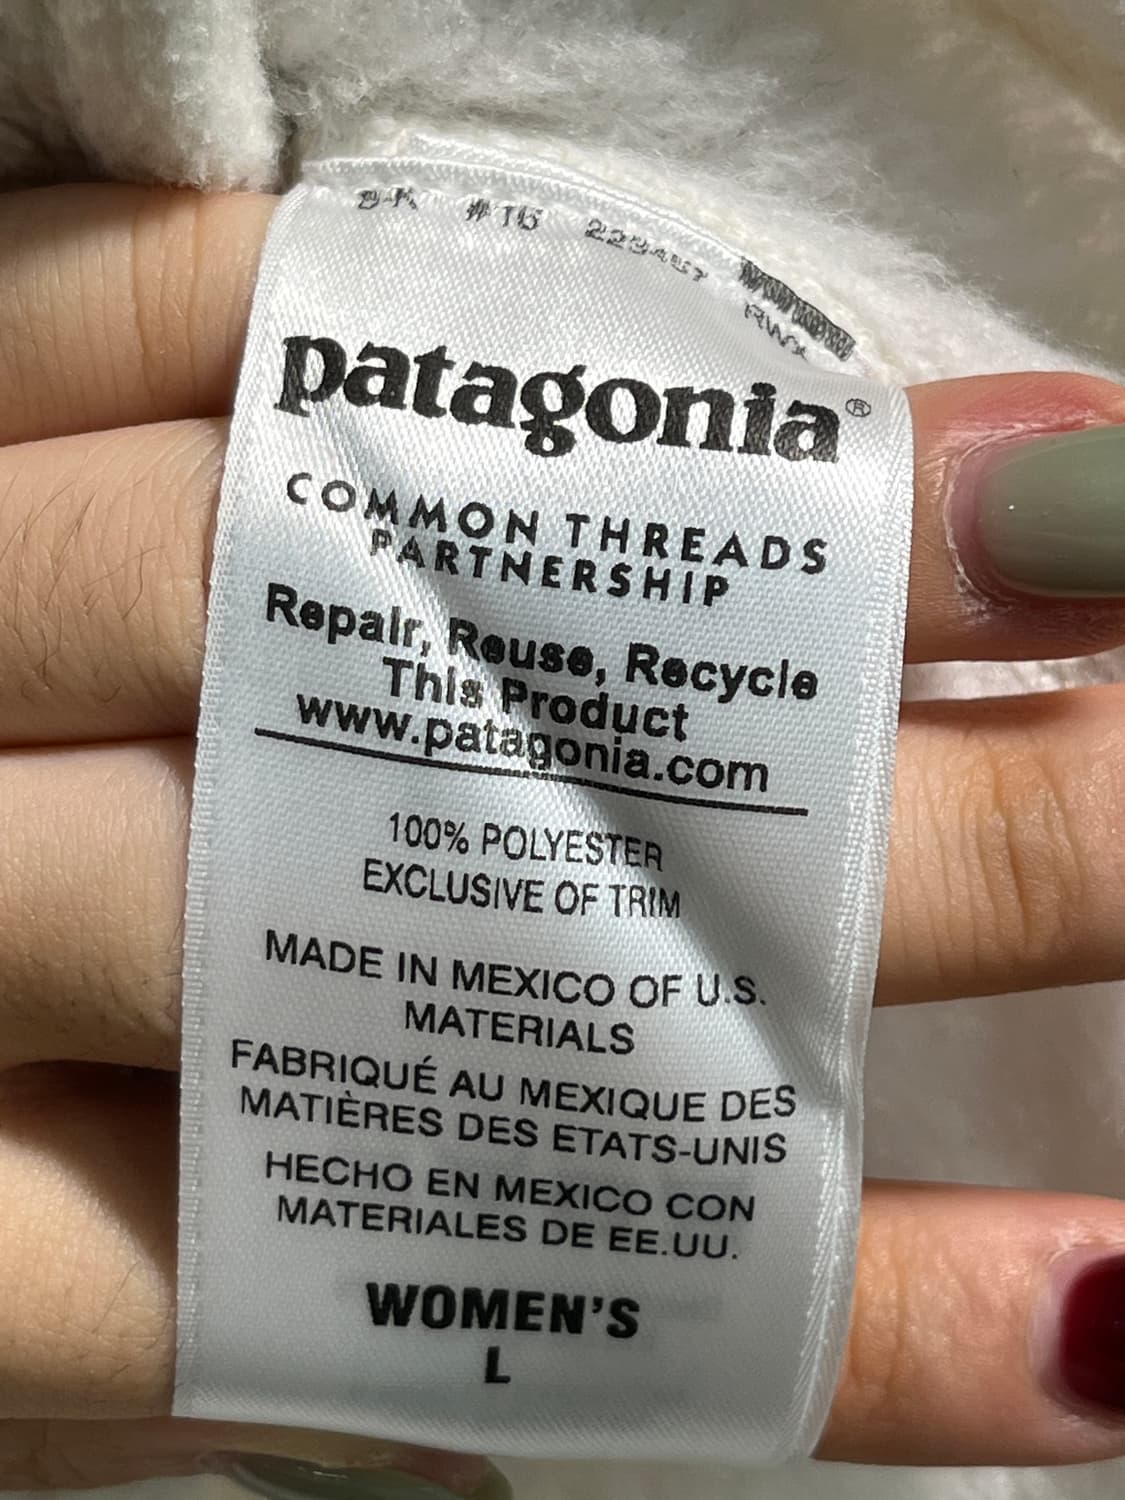 #16
patagonia®
COMMON THREADS
PARTNERSHIP
Repair, Reuse, Recycle
This Product
www.patagonia.com
100% POLYESTER
EXCLUSIVE OF TRIM
MADE IN MEXICO OF U.S.
MATERIALS
FABRIQUÉ AU MEXIQUE DES
MATIÈRES DES ETATS-UNIS
HECHO EN MEXICO CON
MATERIALES DE EE.UU.
WOMEN'S
L